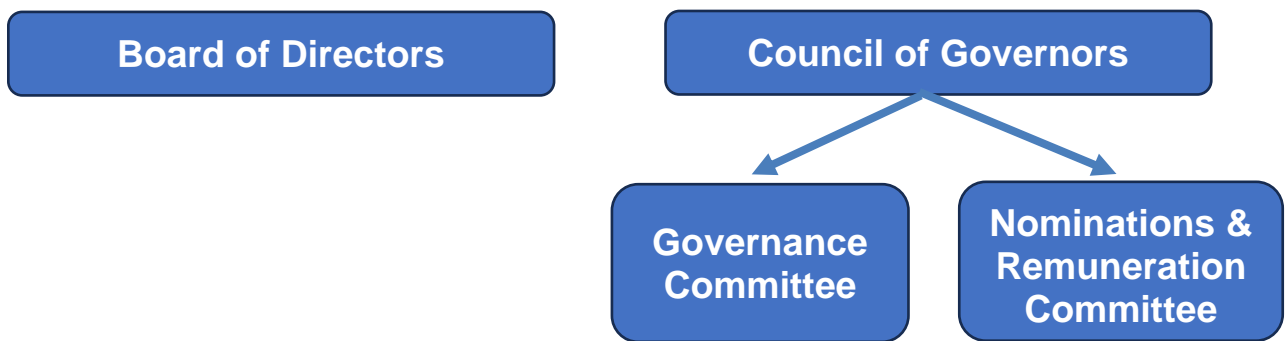 Board of Directors
Council of Governors
Governance
Committee
Nominations &
Remuneration
Committee